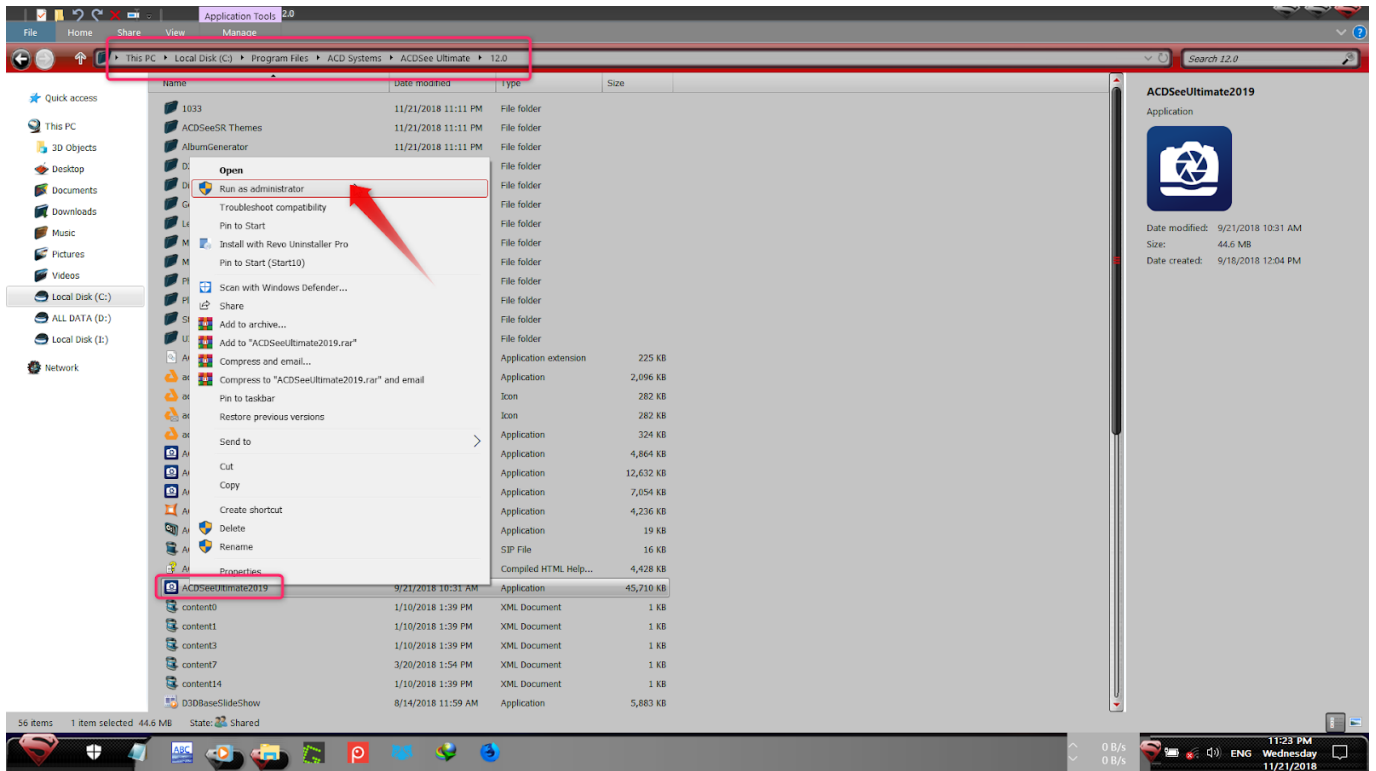 Application Tools 2.0
File Home Share View Manage
This PC Local Disk (C:) Program Files ACD Systems ACDSee Ultimate 12.0
Search 12.0
Name Date modified Type Size
Quick access
This PC
3D Objects
Desktop
Documents
Downloads
Music
Pictures
Videos
Local Disk (C:)
ALL DATA (D:)
Local Disk (I:)
Network
1033 11/21/2018 11:11 PM File folder
ACDSeeSR Themes 11/21/2018 11:11 PM File folder
AlbumGenerator 11/21/2018 11:11 PM File folder
File folder
File folder
File folder
File folder
File folder
File folder
File folder
File folder
File folder
File folder
Application extension 225 KB
Application 2,096 KB
Icon 282 KB
Icon 282 KB
Application 324 KB
Application 4,864 KB
Application 12,632 KB
Application 7,054 KB
Application 4,236 KB
Application 19 KB
SIP File 16 KB
Compiled HTML Help... 4,428 KB
ACDSeeUltimate2019 9/21/2018 10:31 AM Application 45,710 KB
content0 1/10/2018 1:39 PM XML Document 1 KB
content1 1/10/2018 1:39 PM XML Document 1 KB
content3 1/10/2018 1:39 PM XML Document 1 KB
content7 3/20/2018 1:54 PM XML Document 1 KB
content14 1/10/2018 1:39 PM XML Document 1 KB
D3DBaseSlideShow 8/14/2018 11:59 AM Application 5,883 KB
Open
Run as administrator
Troubleshoot compatibility
Pin to Start
Install with Revo Uninstaller Pro
Pin to Start (Start10)
Scan with Windows Defender...
Share
Add to archive...
Add to "ACDSeeUltimate2019.rar"
Compress and email...
Compress to "ACDSeeUltimate2019.rar" and email
Pin to taskbar
Restore previous versions
Send to
Cut
Copy
Create shortcut
Delete
Rename
Properties
ACDSeeUltimate2019
Application
Date modified: 9/21/2018 10:31 AM
Size: 44.6 MB
Date created: 9/18/2018 12:04 PM
56 items 1 item selected 44.6 MB State: Shared
ABC
0 B/s
0 B/s
ENG
11:23 PM
Wednesday
11/21/2018